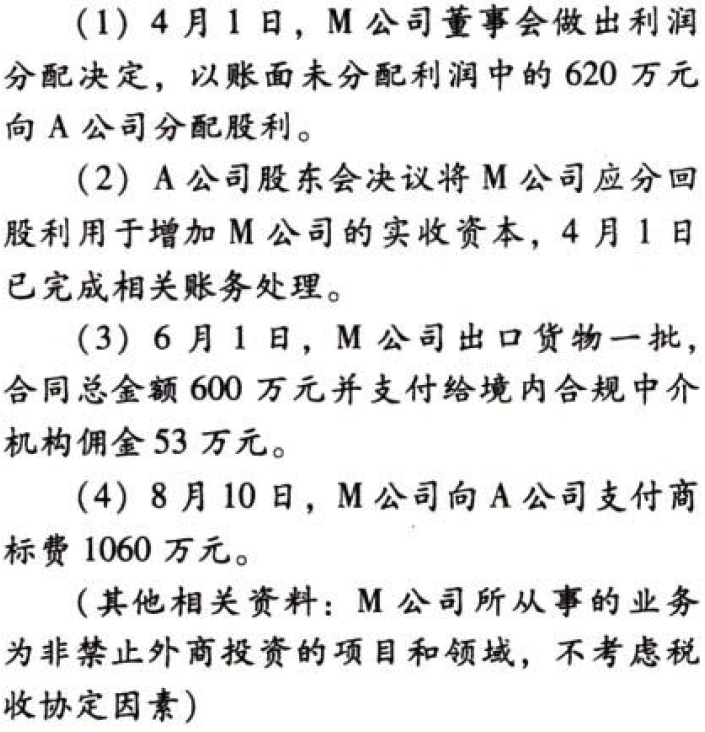 (1) 4月1日，M公司董事会做出利润
分配决定，以账面未分配利润中的620万元
向A公司分配股利。
(2) A公司股东会决议将M公司应分回
股利用于增加M公司的实收资本，4月1日
已完成相关账务处理。
(3) 6月1日，M公司出口货物一批，
合同总金额600万元并支付给境内合规中介
机构佣金53万元。
(4) 8月10日，M公司向A公司支付商
标费1060万元。
(其他相关资料：M公司所从事的业务
为非禁止外商投资的项目和领域，不考虑税
收协定因素)